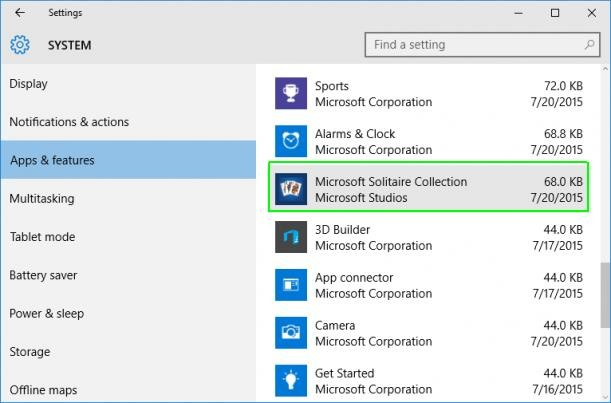 Settings
SYSTEM
Find a setting
Display
Notifications & actions
Apps & features
Multitasking
Tablet mode
Battery saver
Power & sleep
Storage
Offline maps
Sports 72.0 KB
Microsoft Corporation 7/20/2015
Alarms & Clock 68.8 KB
Microsoft Corporation 7/20/2015
Microsoft Solitaire Collection 68.0 KB
Microsoft Studios 7/20/2015
3D Builder 44.0 KB
Microsoft Corporation 7/17/2015
App connector 44.0 KB
Microsoft Corporation 7/17/2015
Camera 44.0 KB
Microsoft Corporation 7/20/2015
Get Started 44.0 KB
Microsoft Corporation 7/16/2015